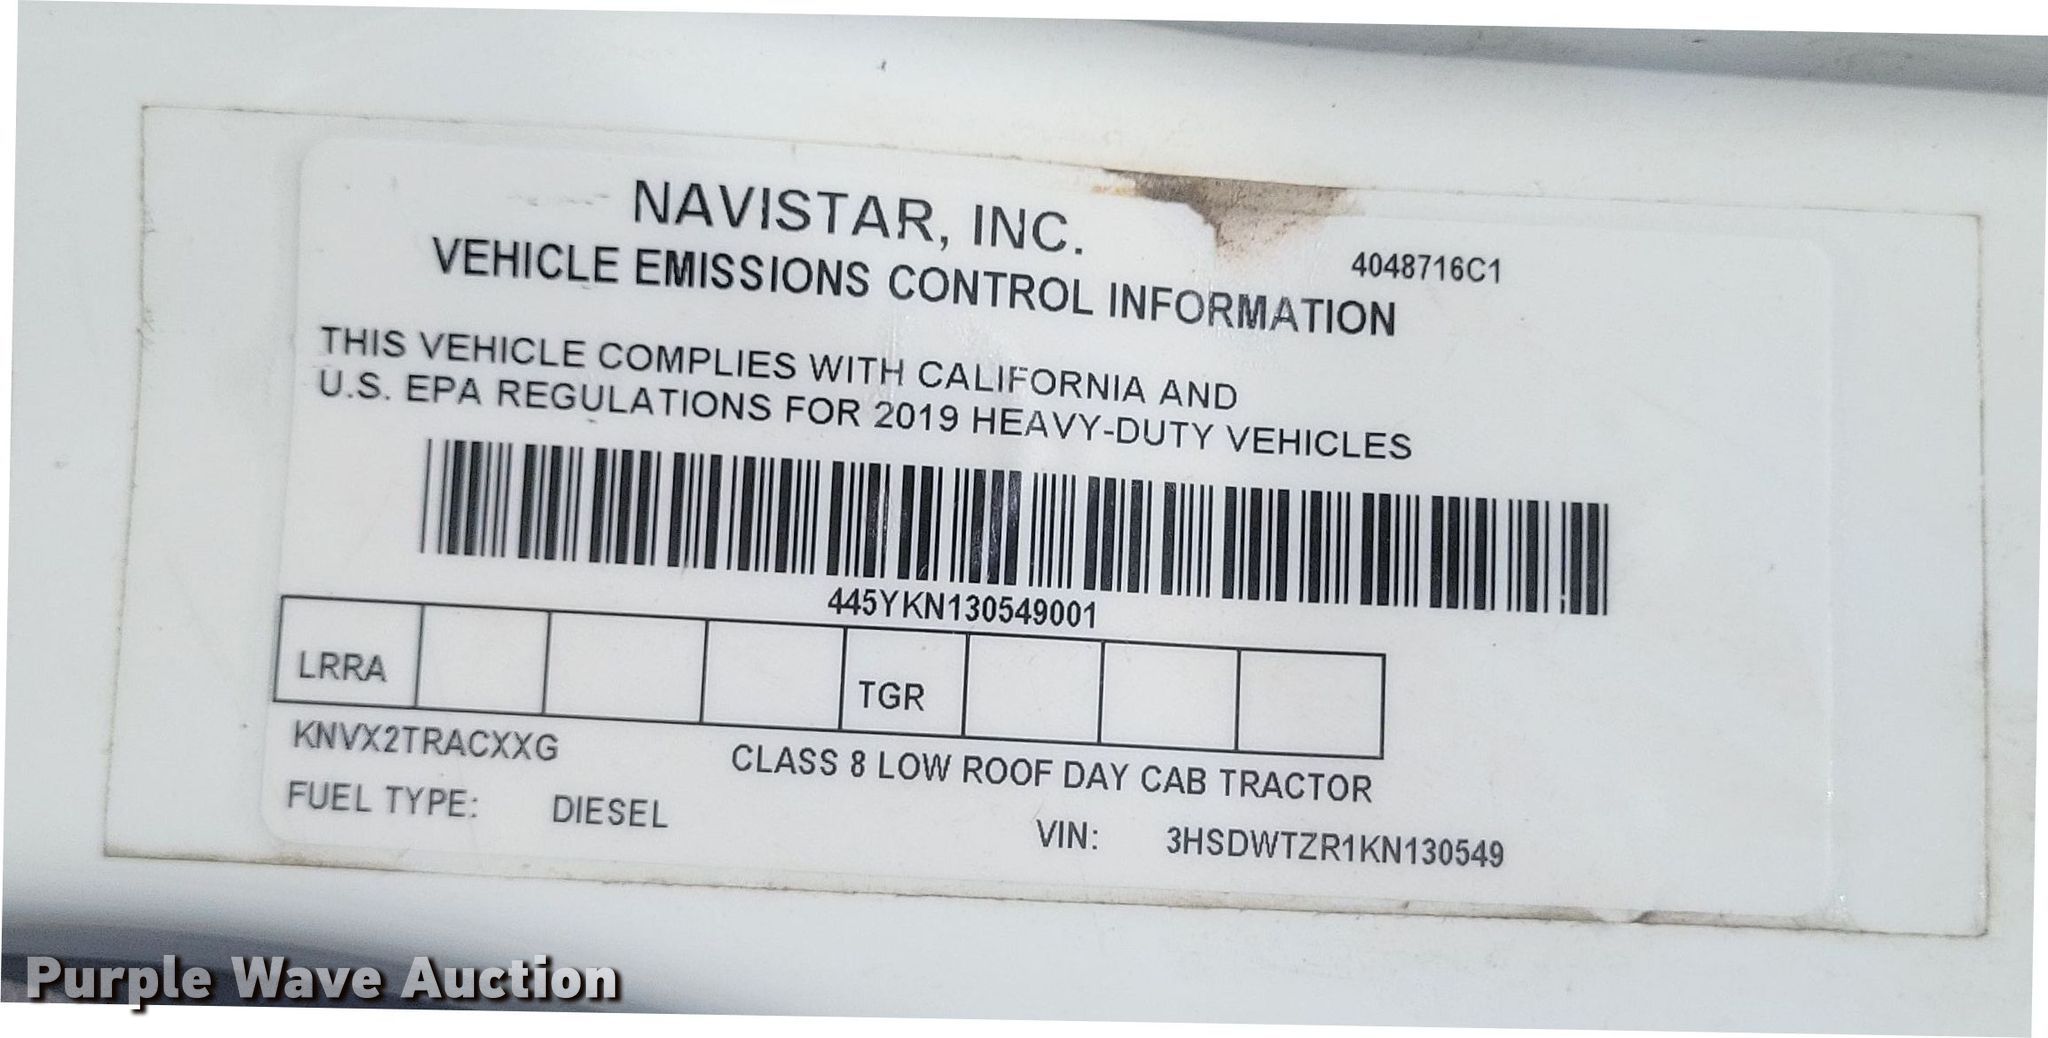 NAVISTAR, INC.
4048716C1
VEHICLE EMISSIONS CONTROL INFORMATION
THIS VEHICLE COMPLIES WITH CALIFORNIA AND
U.S. EPA REGULATIONS FOR 2019 HEAVY-DUTY VEHICLES
445YKN130549001
LRRA TGR
KNVX2TRACXXG CLASS 8 LOW ROOF DAY CAB TRACTOR
FUEL TYPE: DIESEL VIN: 3HSDWTZR1KN130549
Purple Wave Auction